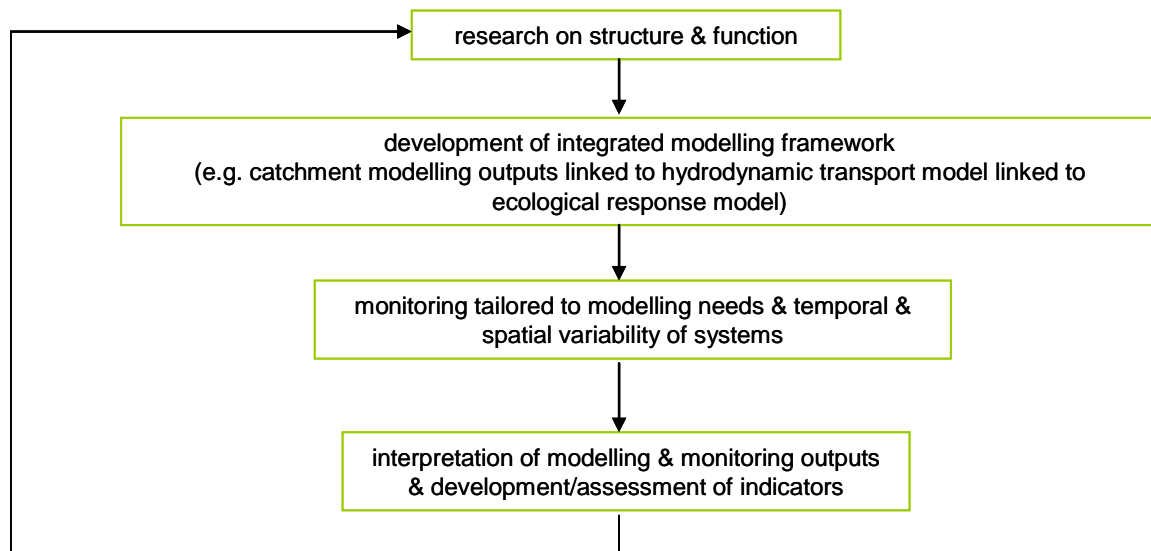 research on structure & function
development of integrated modelling framework
(e.g. catchment modelling outputs linked to hydrodynamic transport model linked to
ecological response model)
monitoring tailored to modelling needs & temporal &
spatial variability of systems
interpretation of modelling & monitoring outputs
& development/assessment of indicators